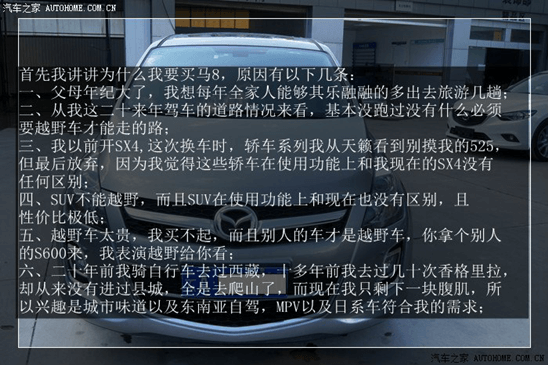 汽车之家 AUTOHOME.COM.CN
首先我讲讲为什么我要买马8，原因有以下几条：
一、父母年纪大了，我想每年全家人能够其乐融融的多出去旅游几趟；
二、从我这二十来年驾车的道路情况来看，基本没跑过没有什么必须
要越野车才能走的路；
三、我以前开SX4,这次换车时，轿车系列我从天籁看到别摸我的525，
但最后放弃，因为我觉得这些轿车在使用功能上和我现在的SX4没有
任何区别；
四、SUV不能越野，而且SUV在使用功能上和现在也没有区别，且
性价比极低；
五、越野车太贵，我买不起，而且别人的车才是越野车，你拿个别人
的S600来，我表演越野给你看；
六、二十年前我骑自行车去过西藏，十多年前我去过几十次香格里拉，
却从来没有进过县城，全是去爬山了，而现在我只剩下一块腹肌，所
以兴趣是城市味道以及东南亚自驾，MPV以及日系车符合我的需求；
汽车之家 AUTOHOME.COM.CN